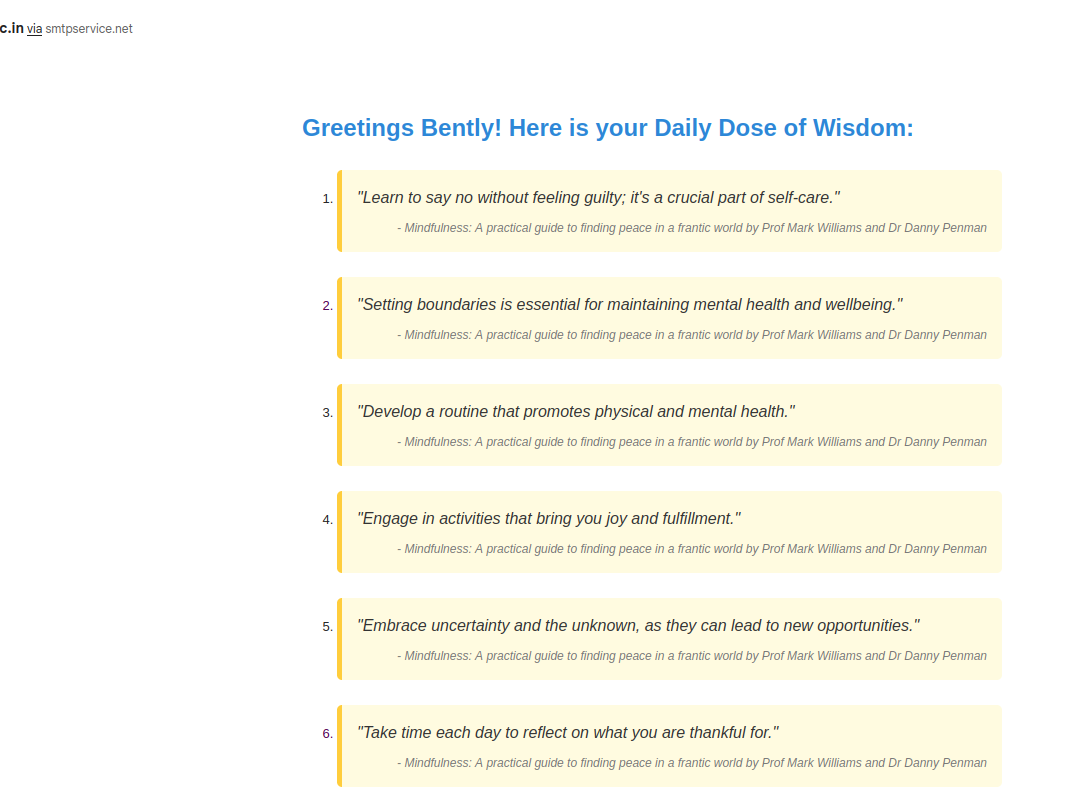 c.in via smtpservice.net
Greetings Bently! Here is your Daily Dose of Wisdom:
1. "Learn to say no without feeling guilty; it's a crucial part of self-care."
- Mindfulness: A practical guide to finding peace in a frantic world by Prof Mark Williams and Dr Danny Penman
2. "Setting boundaries is essential for maintaining mental health and wellbeing."
- Mindfulness: A practical guide to finding peace in a frantic world by Prof Mark Williams and Dr Danny Penman
3. "Develop a routine that promotes physical and mental health."
- Mindfulness: A practical guide to finding peace in a frantic world by Prof Mark Williams and Dr Danny Penman
4. "Engage in activities that bring you joy and fulfillment."
- Mindfulness: A practical guide to finding peace in a frantic world by Prof Mark Williams and Dr Danny Penman
5. "Embrace uncertainty and the unknown, as they can lead to new opportunities."
- Mindfulness: A practical guide to finding peace in a frantic world by Prof Mark Williams and Dr Danny Penman
6. "Take time each day to reflect on what you are thankful for."
- Mindfulness: A practical guide to finding peace in a frantic world by Prof Mark Williams and Dr Danny Penman